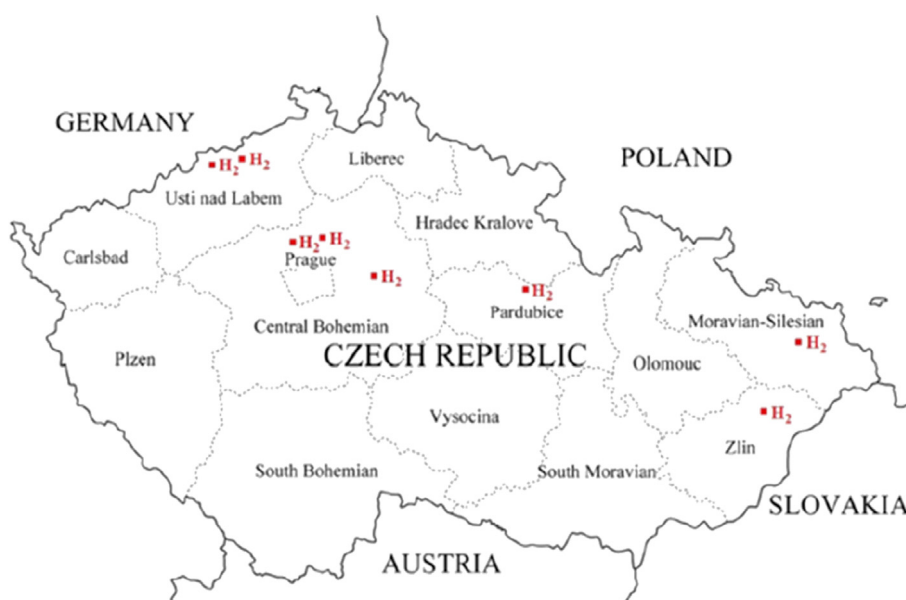 GERMANY
POLAND
Liberec
H2
H2
Usti nad Labem
Hradec Kralove
H2
H2
Carlsbad
Prague
H2
H2
Pardubice
Central Bohemian
Moravian-Silesian
H2
CZECH REPUBLIC
Plzen
Olomouc
Vysocina
H2
Zlin
South Bohemian
South Moravian
SLOVAKIA
AUSTRIA